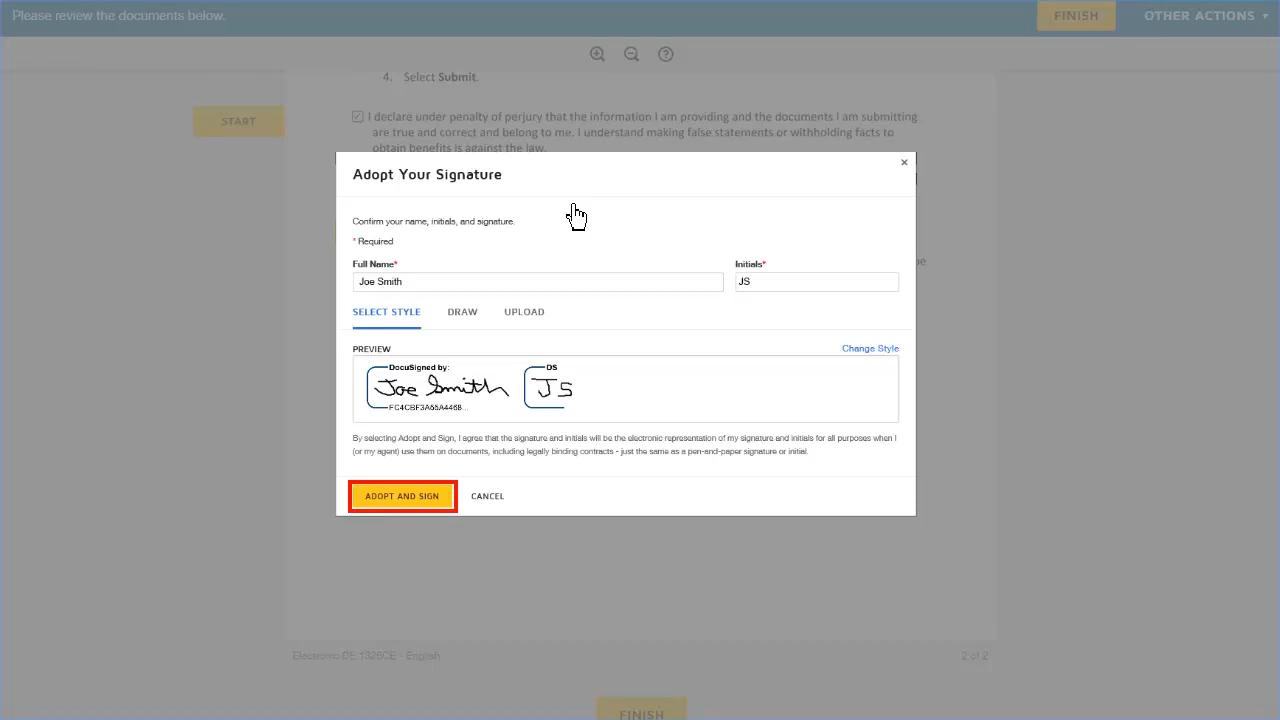 Please review the documents below.
FINISH
OTHER ACTIONS
4. Select Submit.
START
I declare under penalty of perjury that the information I am providing and the documents I am submitting
are true and correct and belong to me. I understand making false statements or withholding facts to
obtain benefits is against the law.
Adopt Your Signature
×
Confirm your name, initials, and signature.
* Required
Full Name*
Initials*
Joe Smith
JS
SELECT STYLE
DRAW
UPLOAD
PREVIEW
Change Style
DocuSigned by:
DS
Joe Smith
JS
FC4CBF3A55A446B...
By selecting Adopt and Sign, I agree that the signature and initials will be the electronic representation of my signature and initials for all purposes when I
(or my agent) use them on documents, including legally binding contracts - just the same as a pen-and-paper signature or initial.
ADOPT AND SIGN
CANCEL
Electronic DE 1326CE - English
2 of 2
FINISH